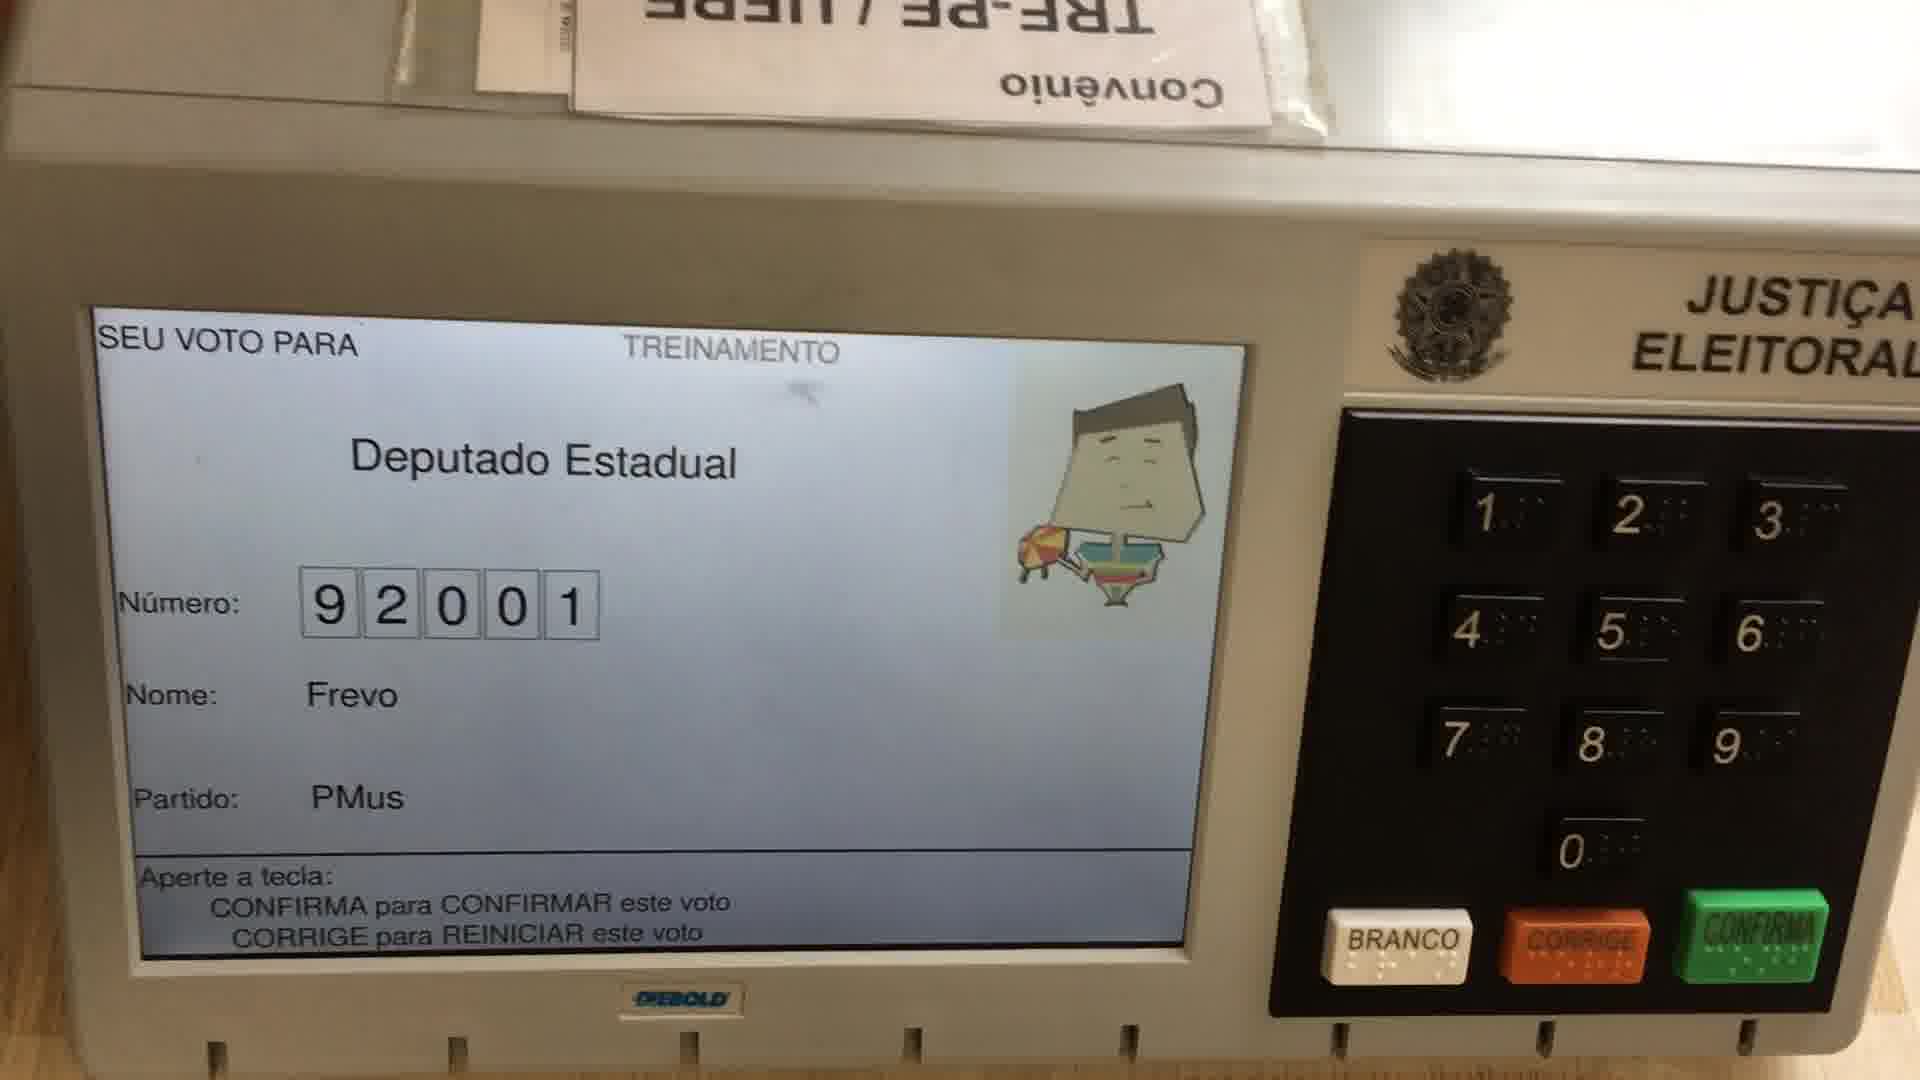 TRE-PE / UFPE
Convênio
SEU VOTO PARA
TREINAMENTO
Deputado Estadual
Número: 9 2 0 0 1
Nome: Frevo
Partido: PMus
Aperte a tecla:
CONFIRMA para CONFIRMAR este voto
CORRIGE para REINICIAR este voto
DIEBOLD
JUSTIÇA
ELEITORAL
1 2 3
4 5 6
7 8 9
0
BRANCO CORRIGE CONFIRMA